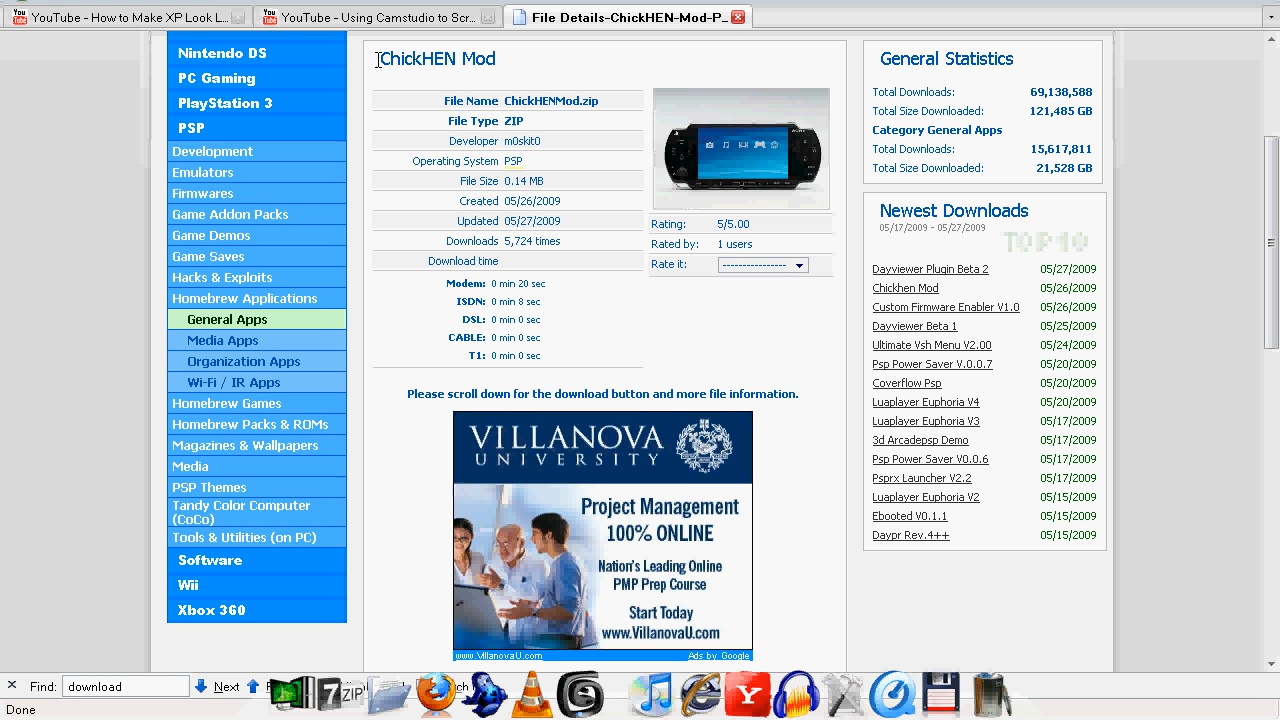 YouTube - How to Make XP Look L...
YouTube - Using Camstudio to Scr...
File Details-ChickHEN-Mod-P...
Nintendo DS
PC Gaming
PlayStation 3
PSP
Development
Emulators
Firmwares
Game Addon Packs
Game Demos
Game Saves
Hacks & Exploits
Homebrew Applications
General Apps
Media Apps
Organization Apps
Wi-Fi / IR Apps
Homebrew Games
Homebrew Packs & ROMs
Magazines & Wallpapers
Media
PSP Themes
Tandy Color Computer
(CoCo)
Tools & Utilities (on PC)
Software
Wii
Xbox 360
ChickHEN Mod
File Name ChickHENMod.zip
File Type ZIP
Developer m0skit0
Operating System PSP
File Size 0.14 MB
Created 05/26/2009
Updated 05/27/2009
Downloads 5,724 times
Download time
Modem: 0 min 20 sec
ISDN: 0 min 8 sec
DSL: 0 min 0 sec
CABLE: 0 min 0 sec
T1: 0 min 0 sec
SONY
Rating: 5/5.00
Rated by: 1 users
Rate it: ----------------
Please scroll down for the download button and more file information.
VILLANOVA
UNIVERSITY
Project Management
100% ONLINE
Nation's Leading Online
PMP Prep Course
Start Today
www.VillanovaU.com
www.VillanovaU.com Ads by Google
General Statistics
Total Downloads: 69,138,588
Total Size Downloaded: 121,485 GB
Category General Apps
Total Downloads: 15,617,811
Total Size Downloaded: 21,528 GB
Newest Downloads
05/17/2009 - 05/27/2009
TOP 10
Dayviewer Plugin Beta 2 05/27/2009
Chickhen Mod 05/26/2009
Custom Firmware Enabler V1.0 05/26/2009
Dayviewer Beta 1 05/25/2009
Ultimate Vsh Menu V2.00 05/24/2009
Psp Power Saver V.0.0.7 05/20/2009
Coverflow Psp 05/20/2009
Luaplayer Euphoria V4 05/20/2009
Luaplayer Euphoria V3 05/17/2009
3d Arcadepsp Demo 05/17/2009
Psp Power Saver V0.0.6 05/17/2009
Psprx Launcher V2.2 05/17/2009
Luaplayer Euphoria V2 05/15/2009
Ebooted V0.1.1 05/15/2009
Daypr Rev.4++ 05/15/2009
Find: download Next
7 ZIP
Done